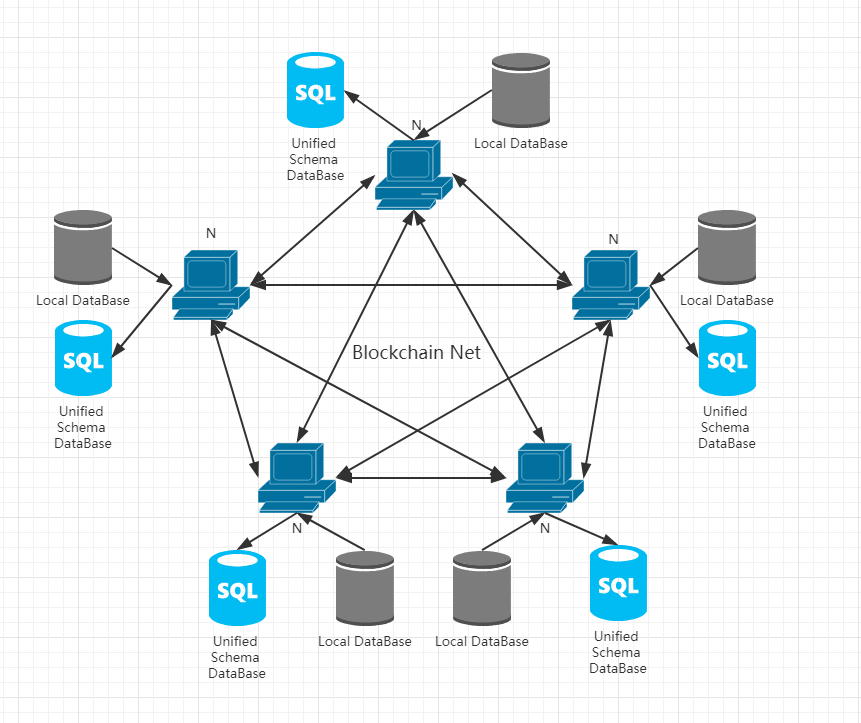 SQL
N
Unified
Schema
DataBase
Local DataBase
N
N
Local DataBase
Local DataBase
SQL
Blockchain Net
SQL
Unified
Schema
DataBase
Unified
Schema
DataBase
N
N
SQL
SQL
Unified
Schema
DataBase
Local DataBase
Local DataBase
Unified
Schema
DataBase